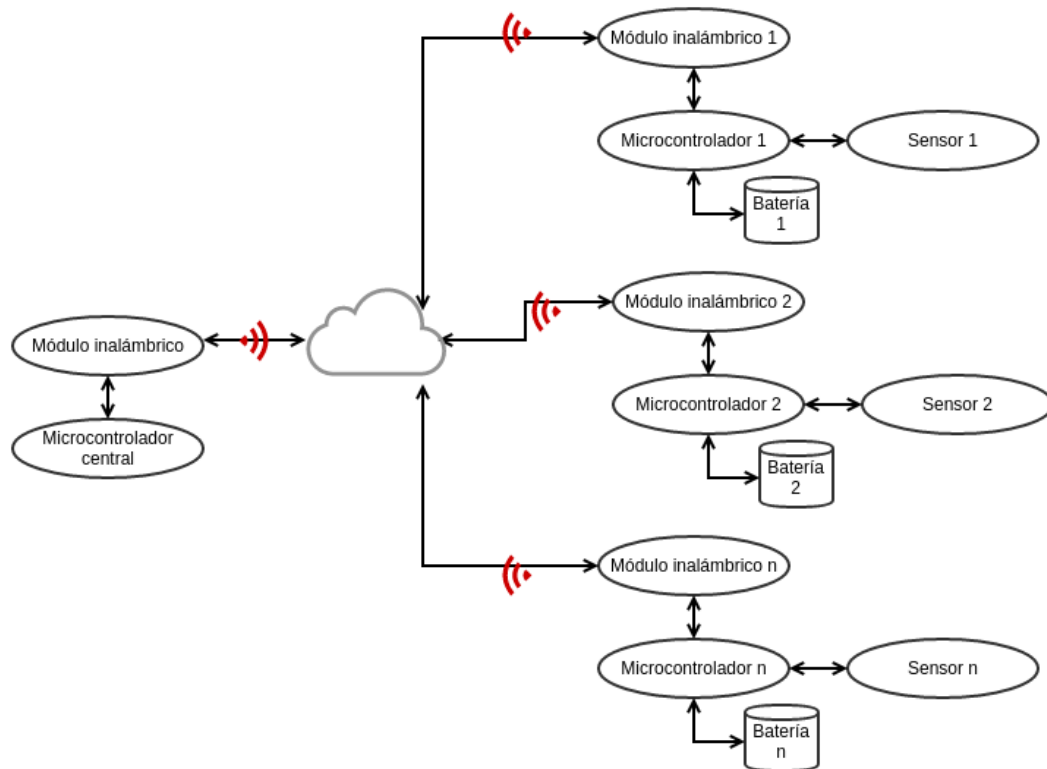 Módulo inalámbrico 1
Microcontrolador 1
Sensor 1
Batería
1
Módulo inalámbrico 2
Módulo inalámbrico
Microcontrolador 2
Sensor 2
Microcontrolador
central
Batería
2
Módulo inalámbrico n
Microcontrolador n
Sensor n
Batería
n